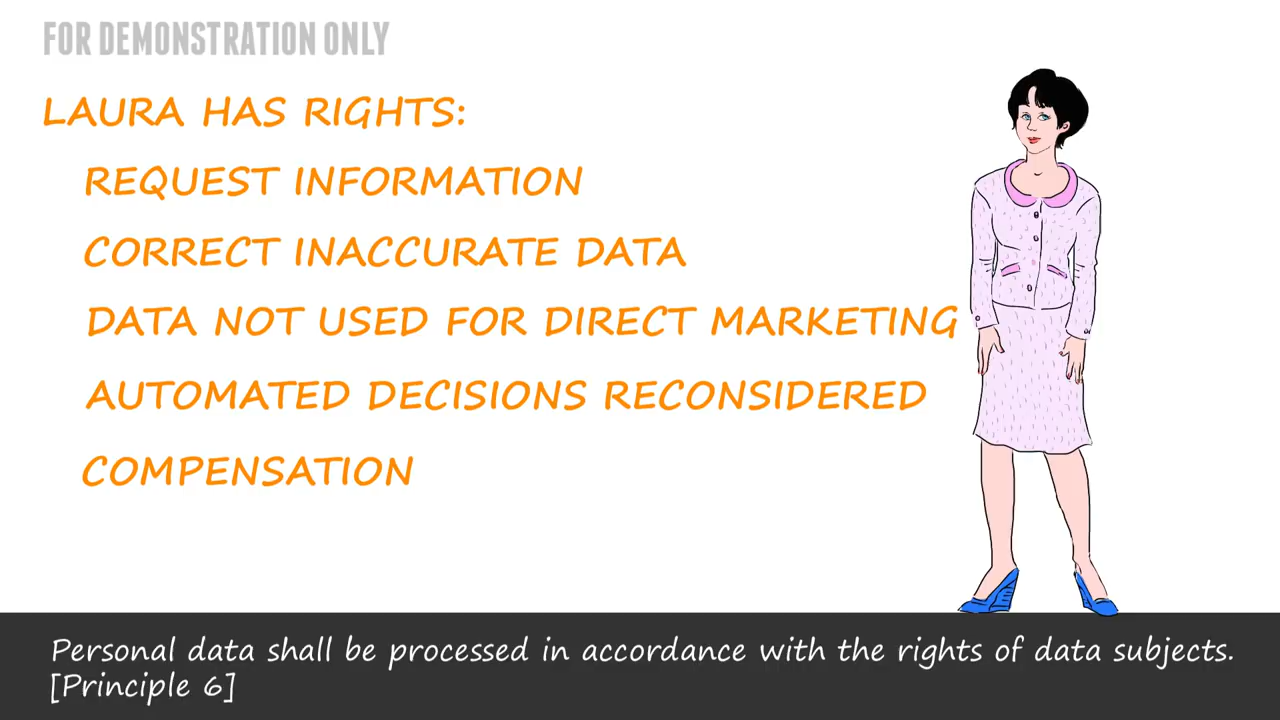 FOR DEMONSTRATION ONLY
LAURA HAS RIGHTS:
REQUEST INFORMATION
CORRECT INACCURATE DATA
DATA NOT USED FOR DIRECT MARKETING
AUTOMATED DECISIONS RECONSIDERED
COMPENSATION
Personal data shall be processed in accordance with the rights of data subjects.
[Principle 6]